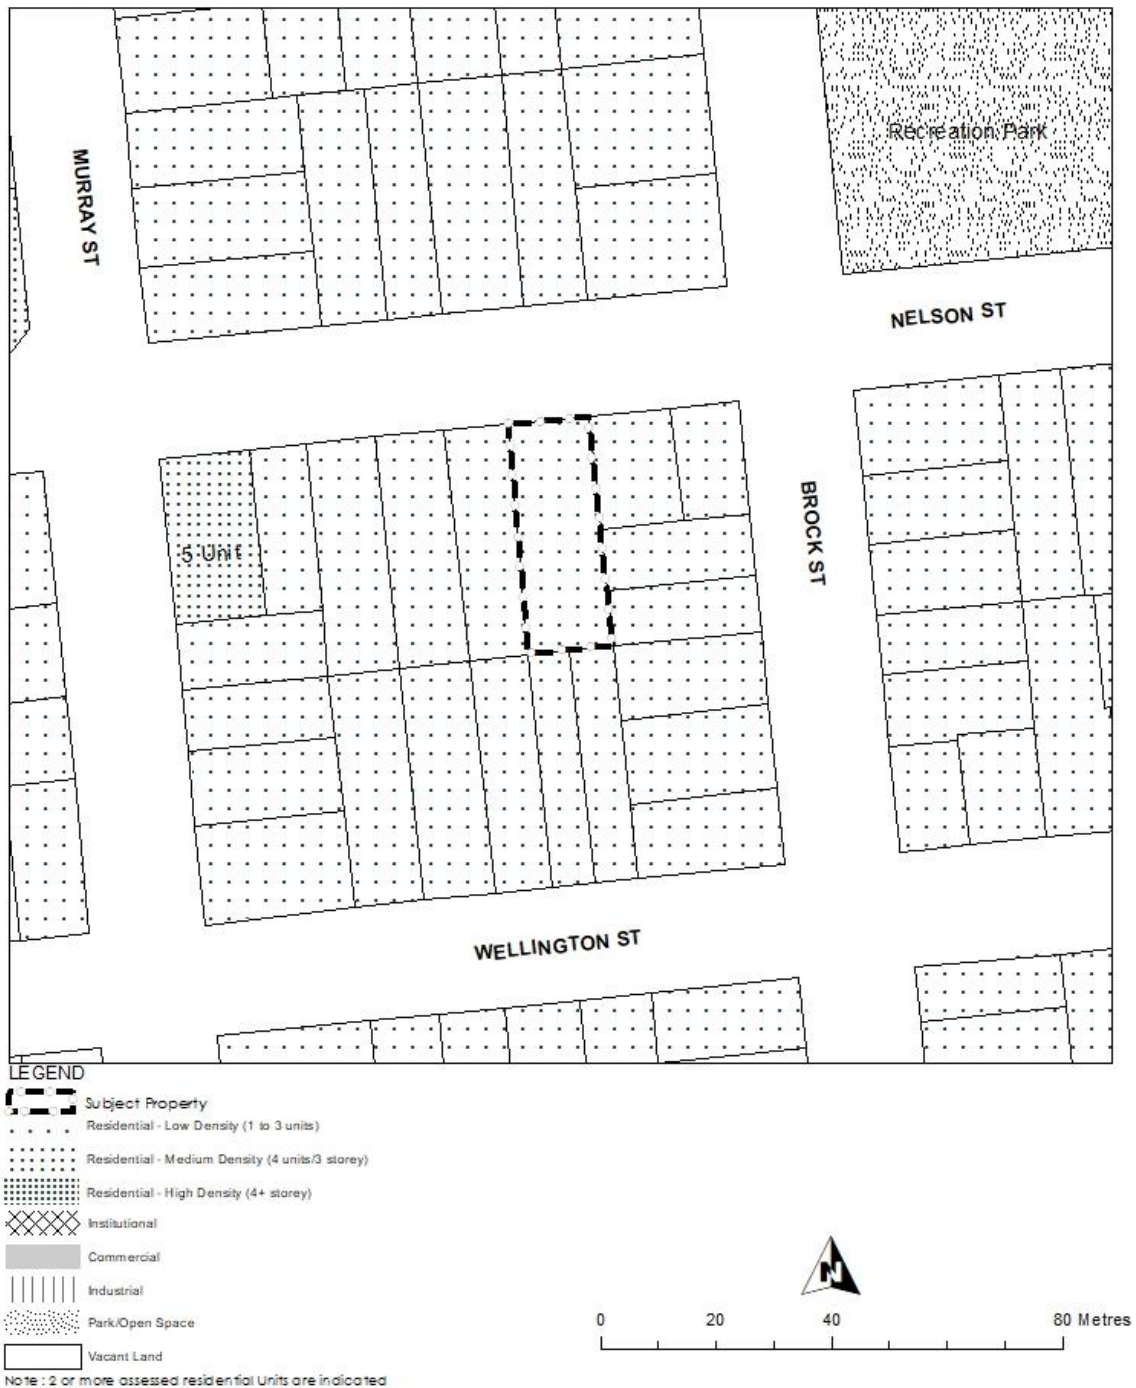 Recreation Park
MURRAY ST
NELSON ST
5 Unit
BROCK ST
WELLINGTON ST
LEGEND
Subject Property
Residential - Low Density (1 to 3 units)
Residential - Medium Density (4 units/3 storey)
Residential - High Density (4+ storey)
Institutional
Commercial
Industrial
Park/Open Space
Vacant Land
Note : 2 or more assessed residential Units are indicated
N
0 20 40 80 Metres